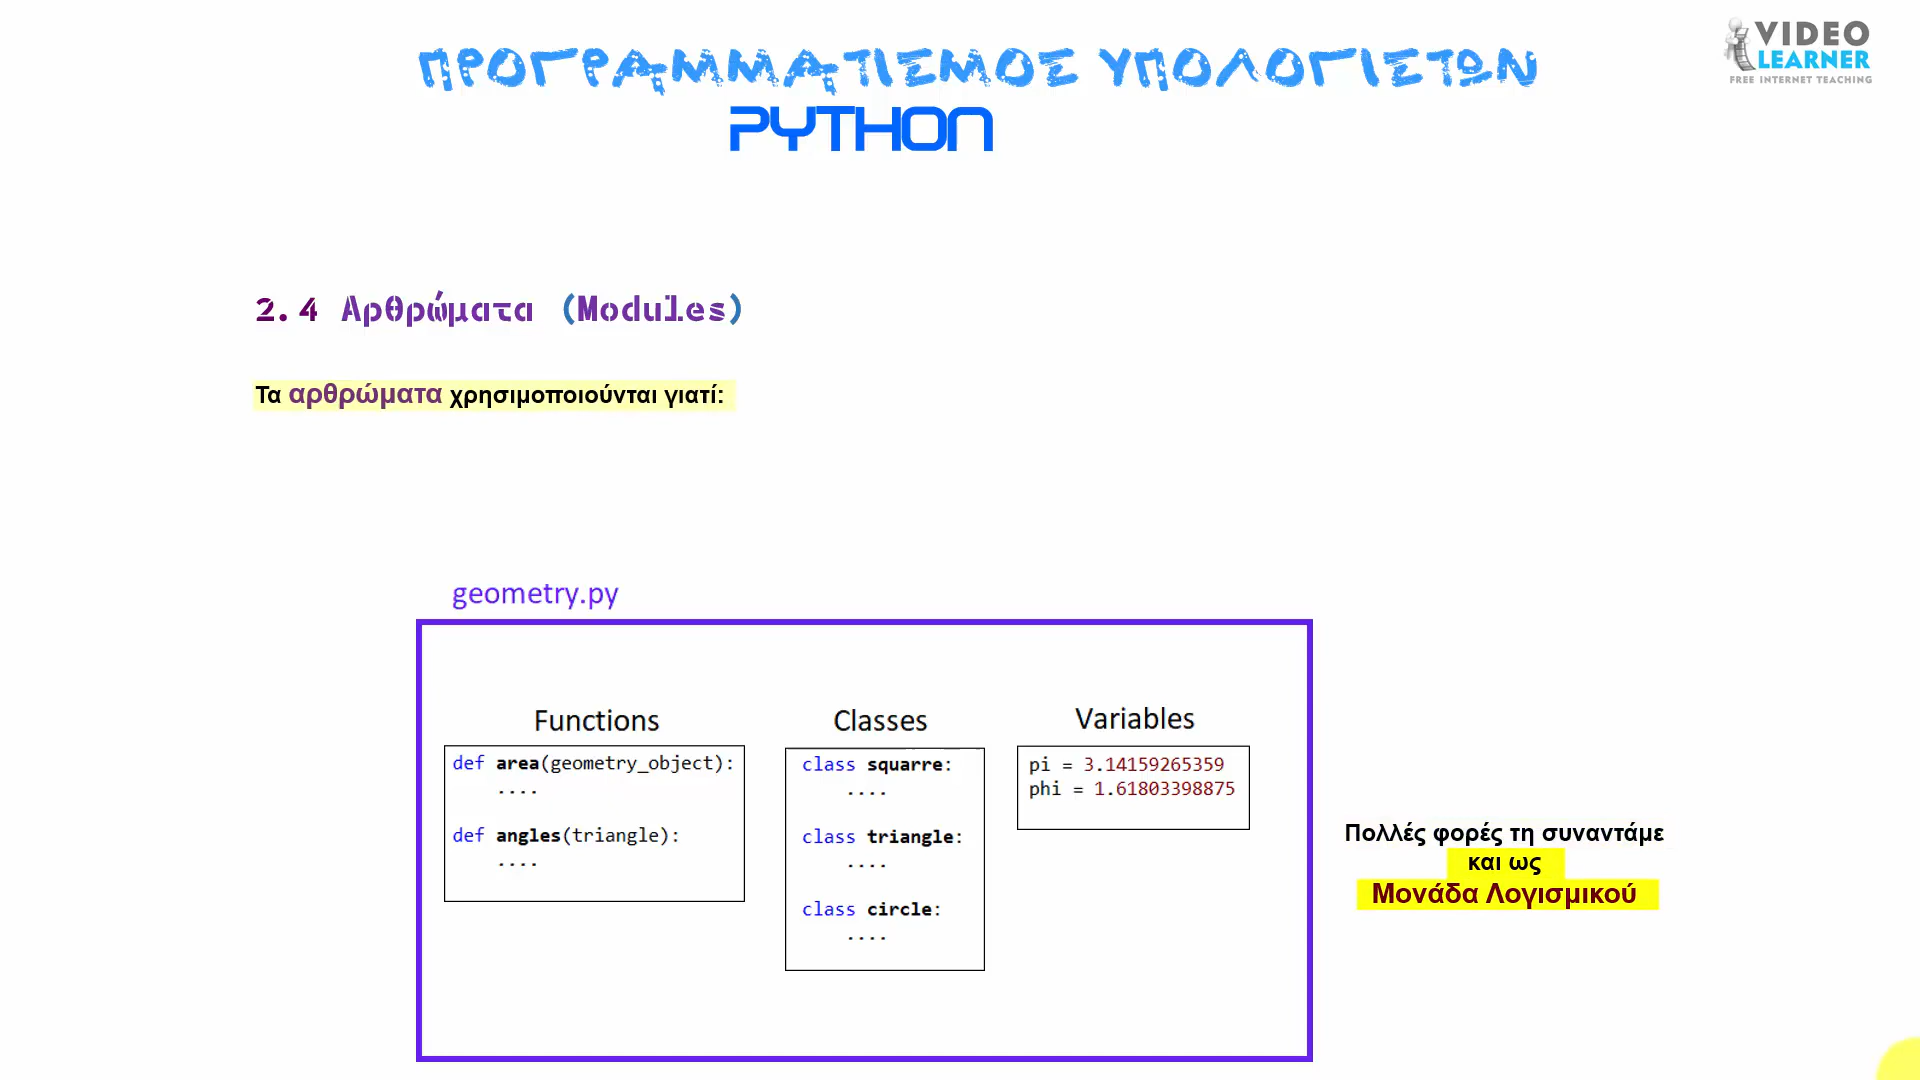 ΠΡΟΓΡΑΜΜΑΤΙΣΜΟΣ ΥΠΟΛΟΓΙΣΤΩΝ
PYTHON
VIDEO
LEARNER
FREE INTERNET TEACHING
2.4 Αρθρώματα (Modules)
Τα αρθρώματα χρησιμοποιούνται γιατί:
geometry.py
Functions
def area(geometry_object):
....
def angles(triangle):
....
Classes
class squarre:
....
class triangle:
....
class circle:
....
Variables
pi = 3.14159265359
phi = 1.61803398875
Πολλές φορές τη συναντάμε
και ως
Μονάδα Λογισμικού